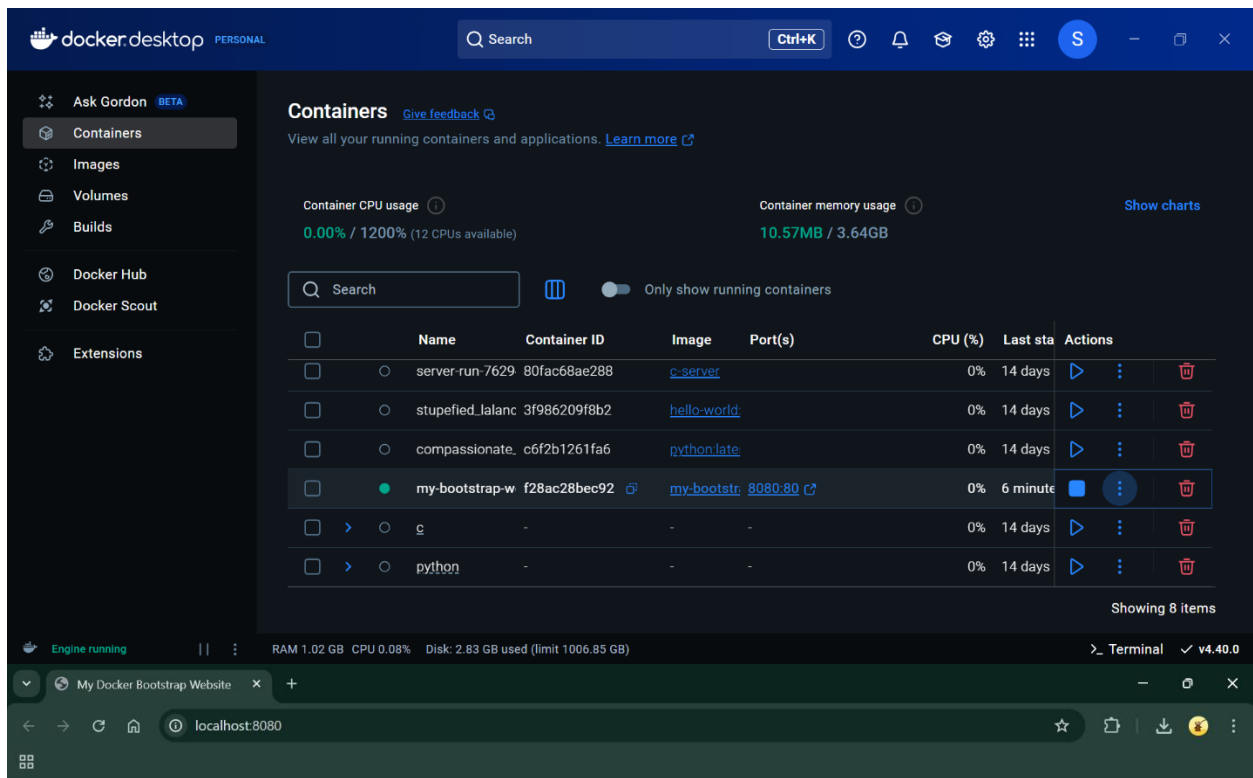 docker.desktop PERSONAL Search Ctrl+K S
Ask Gordon BETA
Containers
Images
Volumes
Builds
Docker Hub
Docker Scout
Extensions
Containers Give feedback
View all your running containers and applications. Learn more
Container CPU usage
0.00% / 1200% (12 CPUs available)
Container memory usage
10.57MB / 3.64GB
Show charts
Search Only show running containers
Name Container ID Image Port(s) CPU (%) Last sta Actions
server-run-7629 80fac68ae288 c-server 0% 14 days
stupefied_lalanc 3f986209f8b2 hello-world: 0% 14 days
compassionate_ c6f2b1261fa6 python:late 0% 14 days
my-bootstrap-w f28ac28bec92 my-bootstr 8080:80 0% 6 minute
c - - - 0% 14 days
python - - - 0% 14 days
Showing 8 items
Engine running RAM 1.02 GB CPU 0.08% Disk: 2.83 GB used (limit 1006.85 GB) >_ Terminal v4.40.0
My Docker Bootstrap Website
localhost:8080